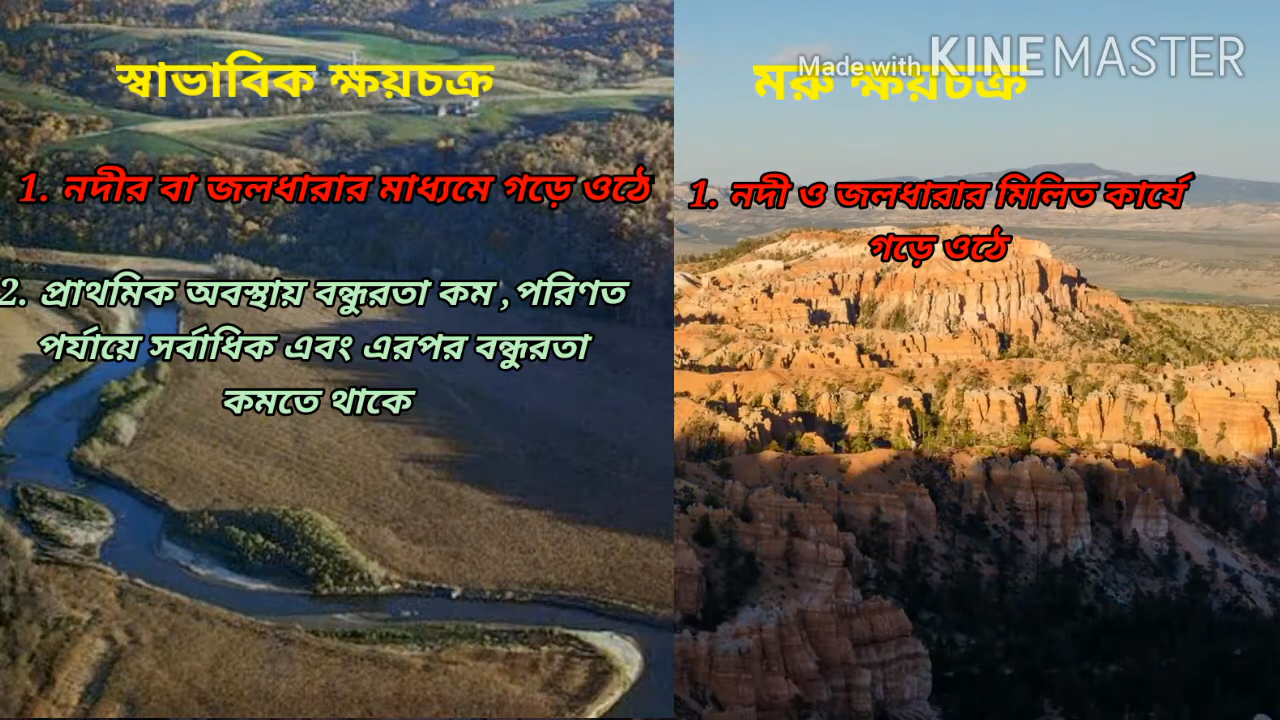 স্বাভাবিক ক্ষয়চক্র
1. নদীর বা জলধারার মাধ্যমে গড়ে ওঠে
2. প্রাথমিক অবস্থায় বন্ধুরতা কম , পরিণত
পর্যায়ে সর্বাধিক এবং এরপর বন্ধুরতা
কমতে থাকে
Made with KINEMASTER
মরু ক্ষয়চক্র
1. নদী ও জলধারার মিলিত কার্যে
গড়ে ওঠে